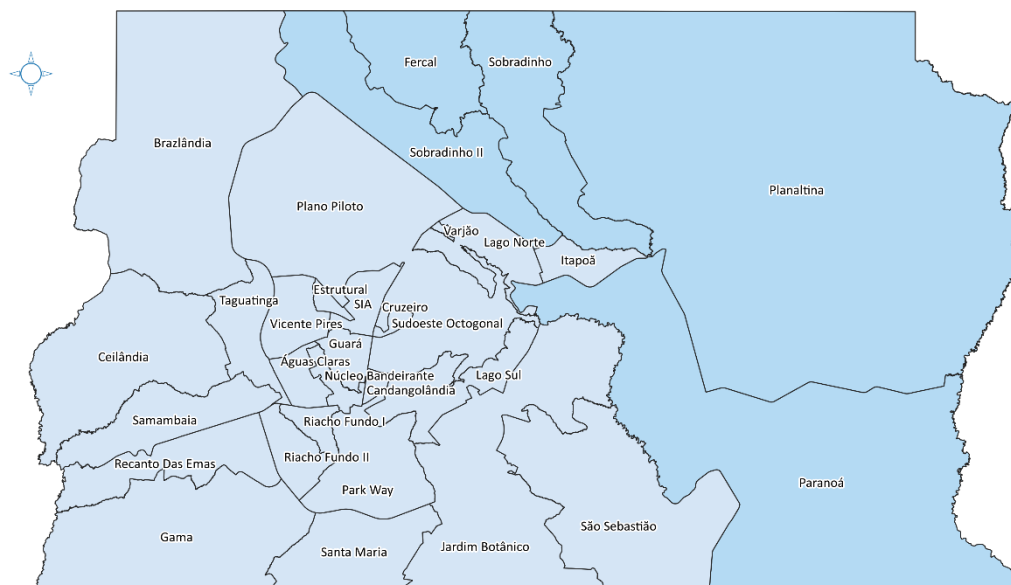 Fercal
Sobradinho
Brazlândia
Sobradinho II
Planaltina
Plano Piloto
Varjão
Lago Norte
Itapoã
Estrutural
Taguatinga
SIA
Cruzeiro
Vicente Pires
Sudoeste Octogonal
Guará
Ceilândia
Águas Claras
Núcleo Bandeirante
Lago Sul
Candangolândia
Samambaia
Riacho Fundo I
Riacho Fundo II
Recanto Das Emas
Park Way
Paranoá
São Sebastião
Gama
Santa Maria
Jardim Botânico